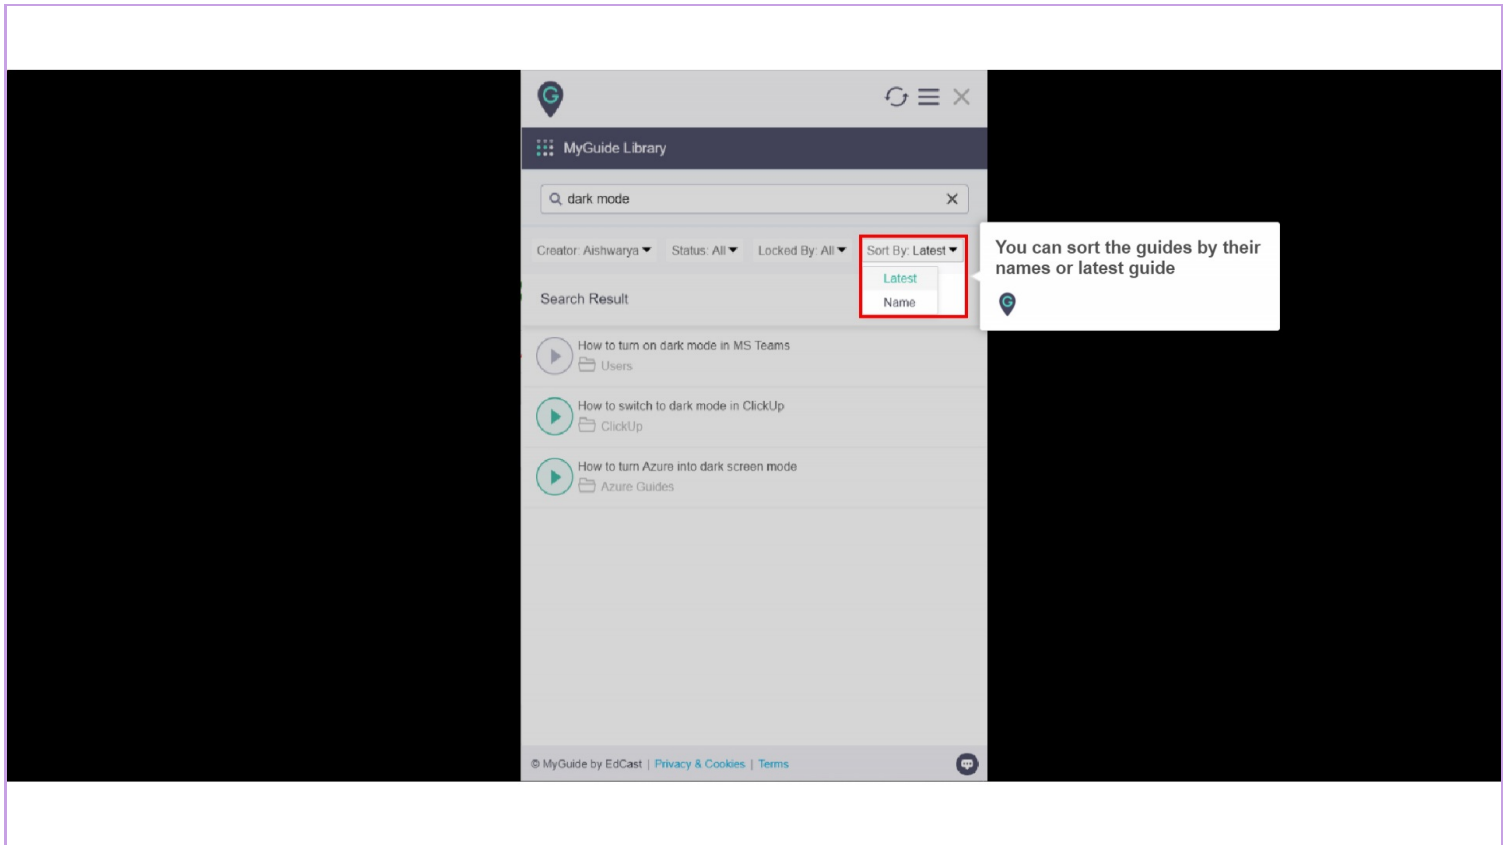 MyGuide Library
dark mode
Creator: Aishwarya Status: All Locked By: All Sort By: Latest
Latest
Name
Search Result
You can sort the guides by their
names or latest guide
How to turn on dark mode in MS Teams
Users
How to switch to dark mode in ClickUp
ClickUp
How to turn Azure into dark screen mode
Azure Guides
© MyGuide by EdCast | Privacy & Cookies | Terms